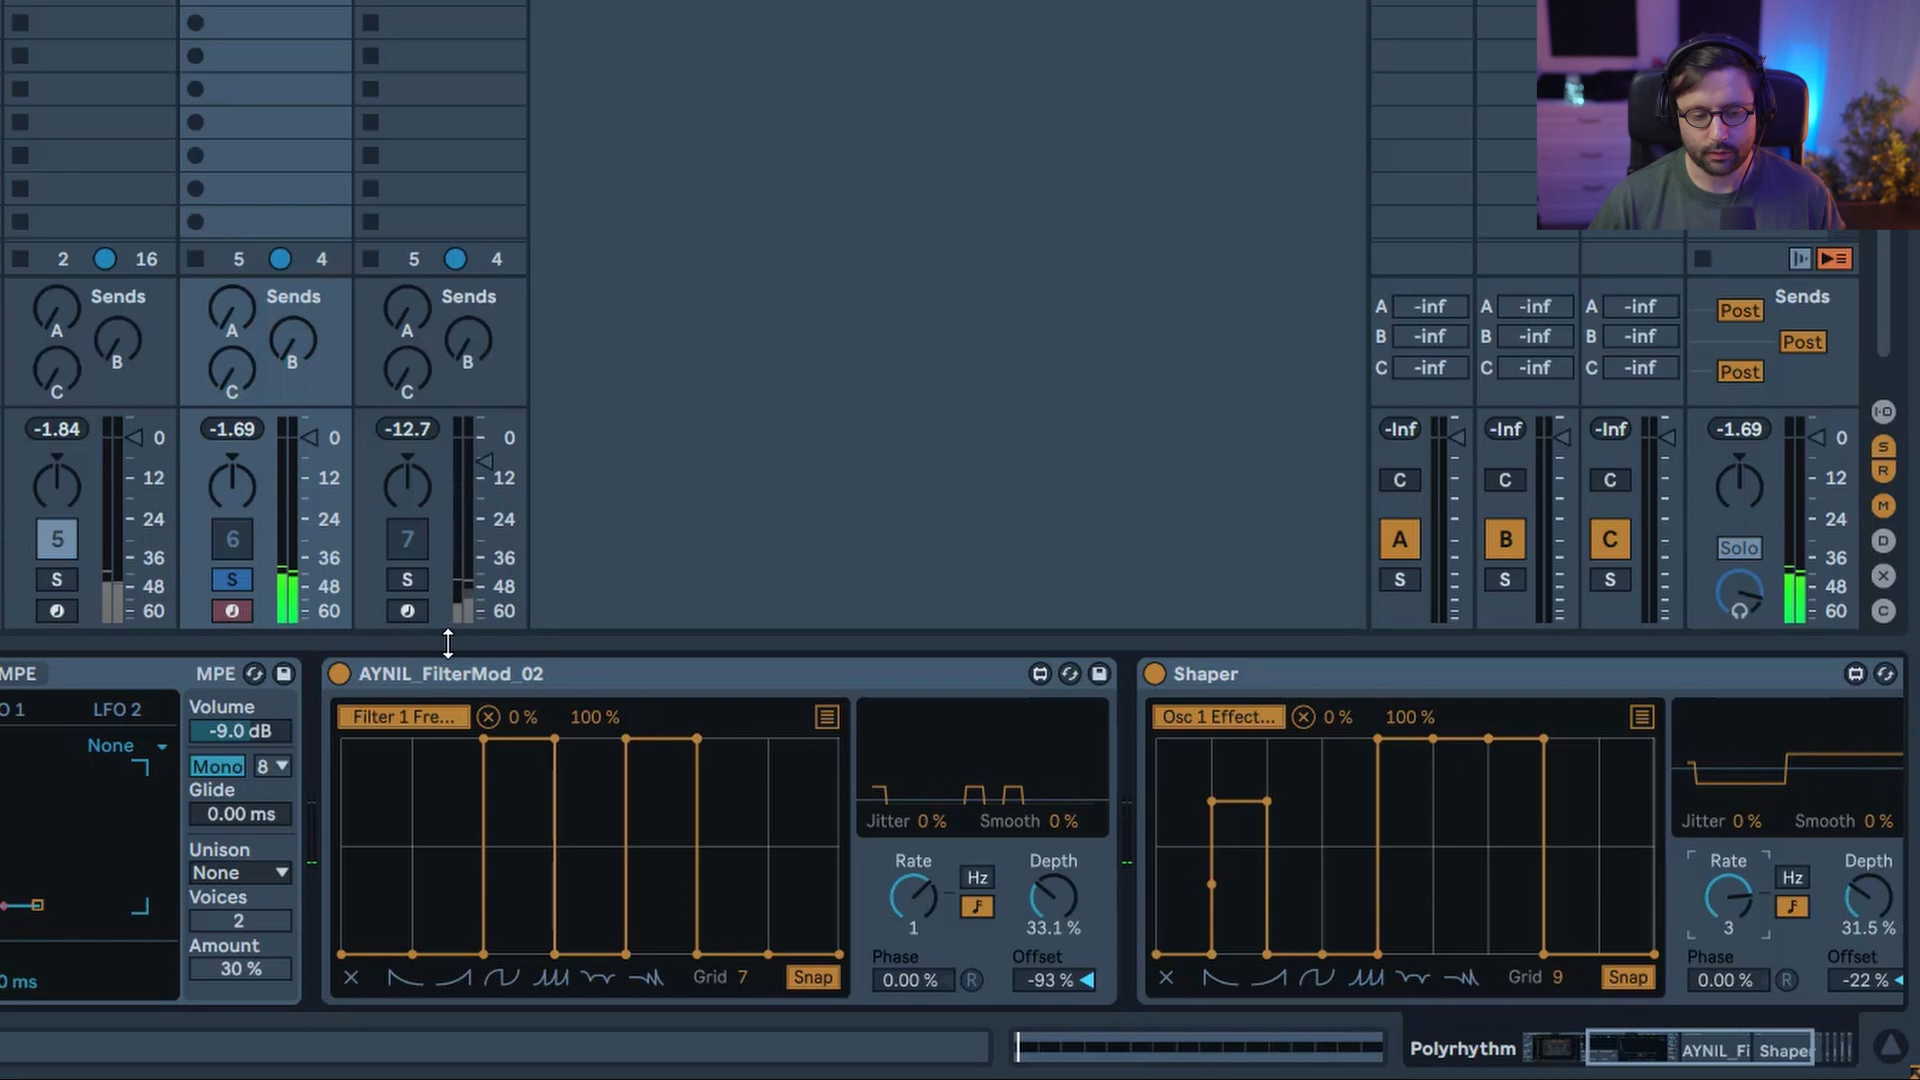 2 16 5 4 5 4
Sends Sends Sends Sends
A B C A B C A B C
A -inf A -inf A -inf Post
B -inf B -inf B -inf Post
C -inf C -inf C -inf Post
-1.84 -1.69 -12.7 -Inf -Inf -Inf -1.69
0 0 0 0
12 12 12 C C C 12
24 24 24 24
5 6 7 A B C Solo
36 36 36 36
S S S S S S
48 48 48 48
60 60 60 60
I-O
S
R
M
D
X
C
MPE MPE
O 1 LFO 2
None
0 ms
Volume
-9.0 dB
Mono 8
Glide
0.00 ms
Unison
None
Voices
2
Amount
30 %
AYNIL_FilterMod_02
Filter 1 Fre... 0 % 100 %
Grid 7 Snap
Jitter 0 % Smooth 0 %
Rate Hz Depth
1 33.1 %
Phase Offset
0.00 % R -93 %
Shaper
Osc 1 Effect... 0 % 100 %
Grid 9 Snap
Jitter 0 % Smooth 0 %
Rate Hz Depth
3 31.5 %
Phase Offset
0.00 % R -22 %
Polyrhythm AYNIL_Fi Shaper